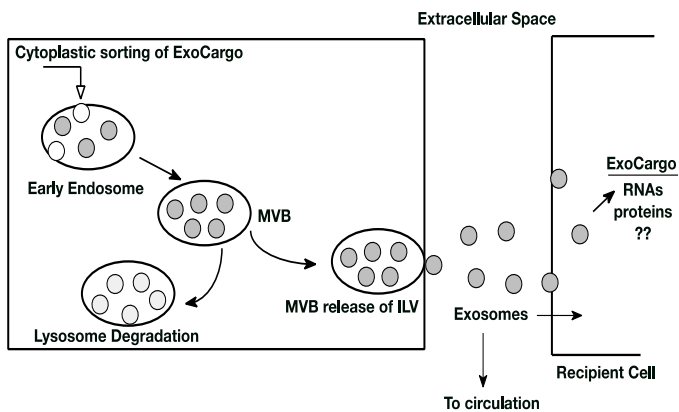 Extracellular Space
Cytoplastic sorting of ExoCargo
Early Endosome
MVB
Lysosome Degradation
MVB release of ILV
Exosomes
To circulation
ExoCargo
RNAs
proteins
??
Recipient Cell